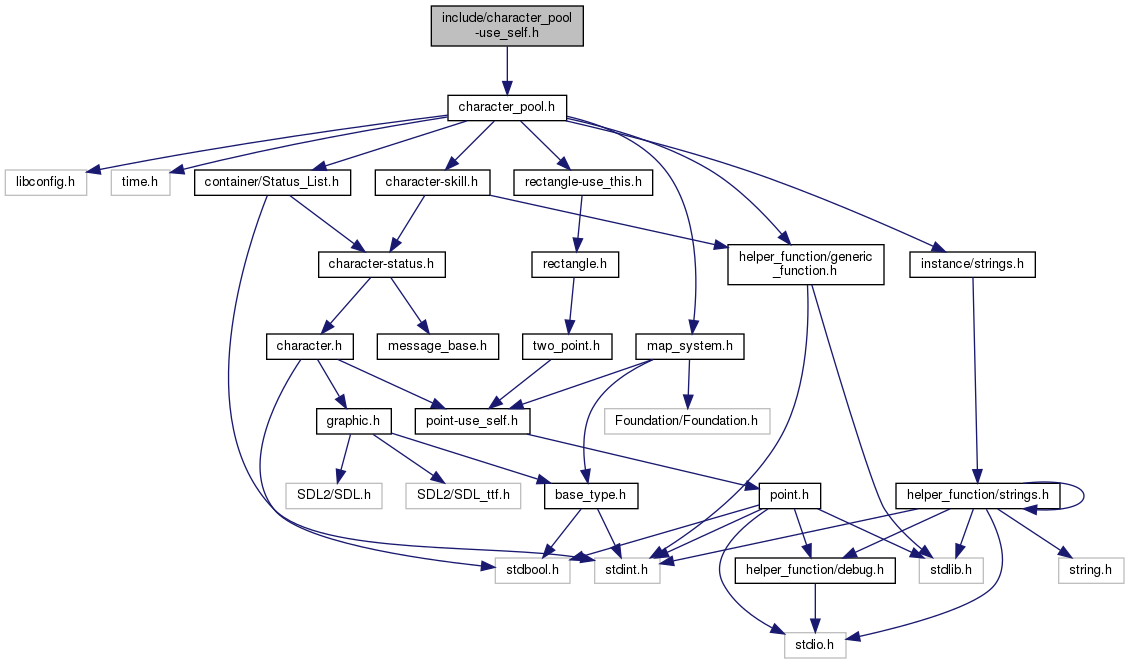 include/character_pool
-use_self.h
character_pool.h
libconfig.h
time.h
container/Status_List.h
character-skill.h
rectangle-use_this.h
character-status.h
rectangle.h
helper_function/generic
_function.h
instance/strings.h
character.h
message_base.h
two_point.h
map_system.h
graphic.h
point-use_self.h
Foundation/Foundation.h
SDL2/SDL.h
SDL2/SDL_ttf.h
base_type.h
point.h
helper_function/strings.h
stdbool.h
stdint.h
helper_function/debug.h
stdlib.h
string.h
stdio.h